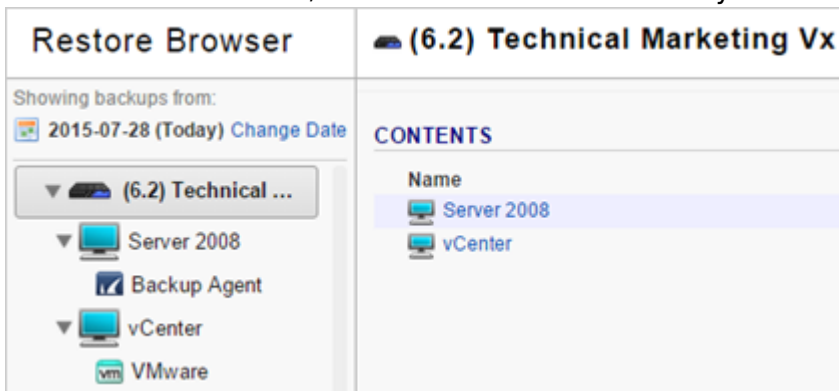 Restore Browser
Showing backups from:
2015-07-28 (Today) Change Date
(6.2) Technical ...
Server 2008
Backup Agent
vCenter
vm VMware
(6.2) Technical Marketing Vx
CONTENTS
Name
Server 2008
vCenter